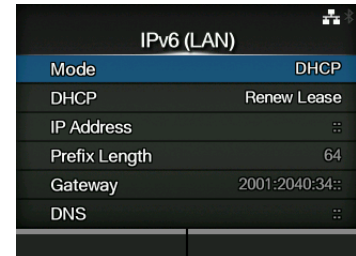 IPv6 (LAN)
Mode DHCP
DHCP Renew Lease
IP Address ::
Prefix Length 64
Gateway 2001:2040:34::
DNS ::